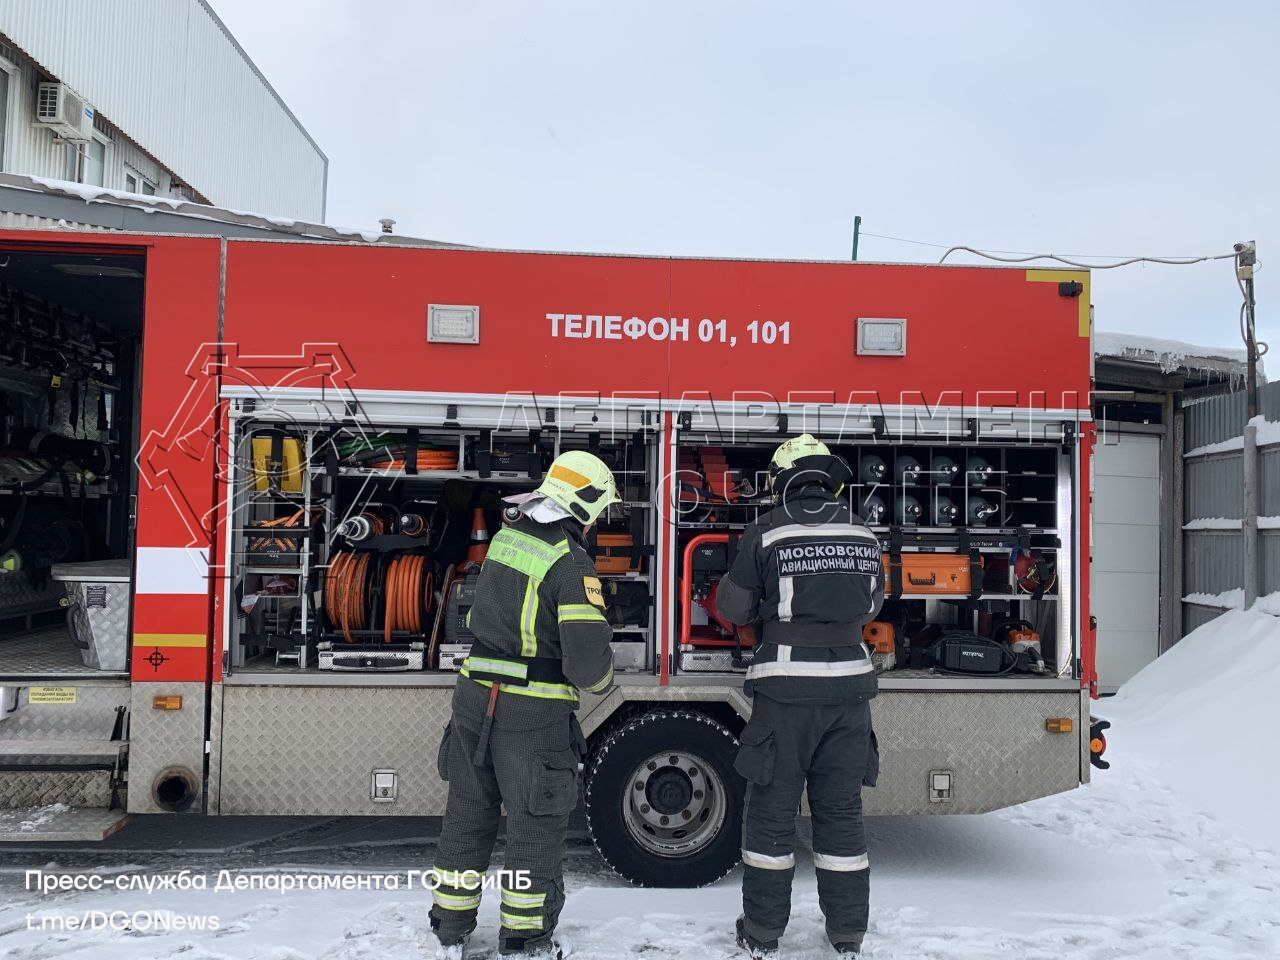 ТЕЛЕФОН 01, 101
ДЕПАРТАМЕНТ
ГОЧСиПБ
МОСКОВСКИЙ
АВИАЦИОННЫЙ ЦЕНТР
Пресс-служба Департамента ГОЧСиПБ
t.me/DGONews